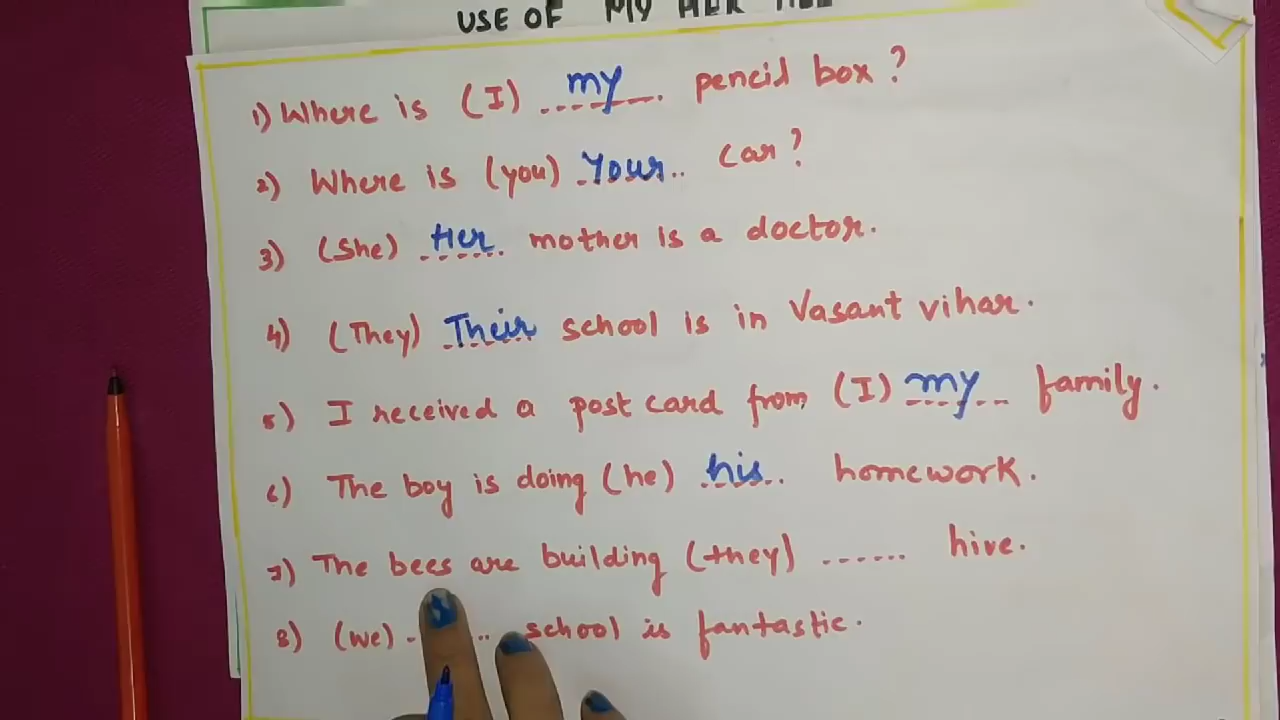 USE OF MY HER
1) Where is (I) my pencil box?
2) Where is (you) Your car?
3) (She) Her mother is a doctor.
4) (They) Their school is in Vasant vihar.
5) I received a post card from (I) my family.
6) The boy is doing (he) his homework.
7) The bees are building (they) ...... hive.
8) (we) ..... school is fantastic.